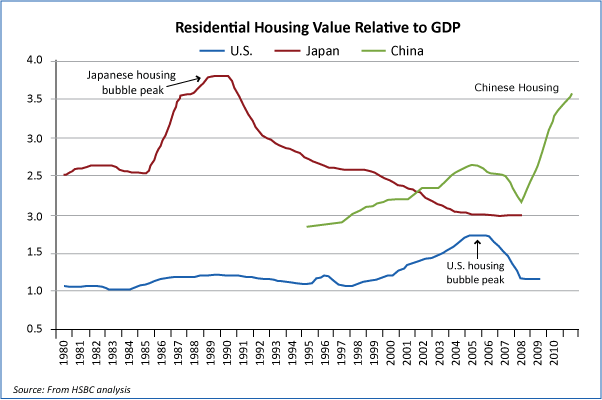 Residential Housing Value Relative to GDP
U.S. Japan China
4.0
3.5
3.0
2.5
3.0
1.5
1.0
0.5
Japanese housing
bubble peak
Chinese Housing
U.S. housing
bubble peak
1980 1981 1982 1983 1984 1985 1986 1987 1988 1989 1990 1991 1992 1993 1994 1995 1996 1997 1998 1999 2000 2001 2002 2003 2004 2005 2006 2007 2008 2009 2010
Source: From HSBC analysis